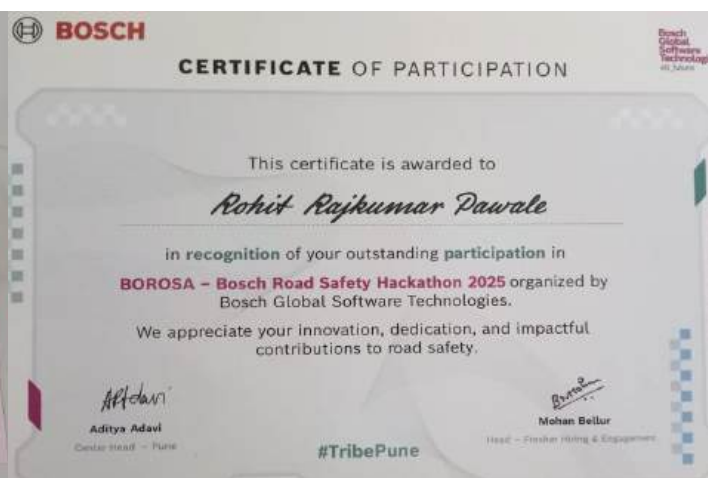 BOSCH
Bosch
Global
Software
Technologi
CERTIFICATE OF PARTICIPATION
This certificate is awarded to
Rohit Rajkumar Dawale
in recognition of your outstanding participation in
BOROSA – Bosch Road Safety Hackathon 2025 organized by
Bosch Global Software Technologies.
We appreciate your innovation, dedication, and impactful
contributions to road safety.
Aditya Adavi
Center Head – Pune
Mohan Bellur
Head – Fresher Hiring & Engagement
#TribePune